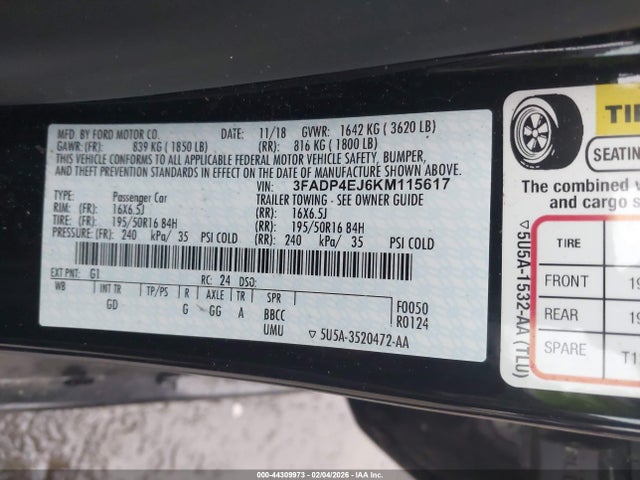 MFD. BY FORD MOTOR CO. DATE: 11/18 GVWR: 1642 KG ( 3620 LB)
GAWR: (FR): 839 KG ( 1850 LB) (RR): 816 KG ( 1800 LB)
THIS VEHICLE CONFORMS TO ALL APPLICABLE FEDERAL MOTOR VEHICLE SAFETY, BUMPER,
AND THEFT PREVENTION STANDARDS IN EFFECT ON THE DATE OF MANUFACTURE SHOWN ABOVE.
VIN: 3FADP4EJ6KM115617
TYPE: Passenger Car TRAILER TOWING - SEE OWNER GUIDE
RIM: (FR): 16X6.5J (RR): 16X6.5J
TIRE: (FR): 195/50R16 84H (RR): 195/50R16 84H
PRESSURE: (FR): 240 kPa/ 35 PSI COLD (RR): 240 kPa/ 35 PSI COLD
EXT PNT: G1 RC: 24 DSO:
WB INT TR TP/PS R AXLE TR SPR
GD G GG A BBCC F0050
UMU R0124
▽ 5U5A-3520472-AA
TI
SEATING
The combined
and cargo s
TIRE
FRONT 19
REAR 19
SPARE T1
▽ 5U5A-1532-AA (TLU)
000-44309973 - 02/04/2026 - IAA Inc.